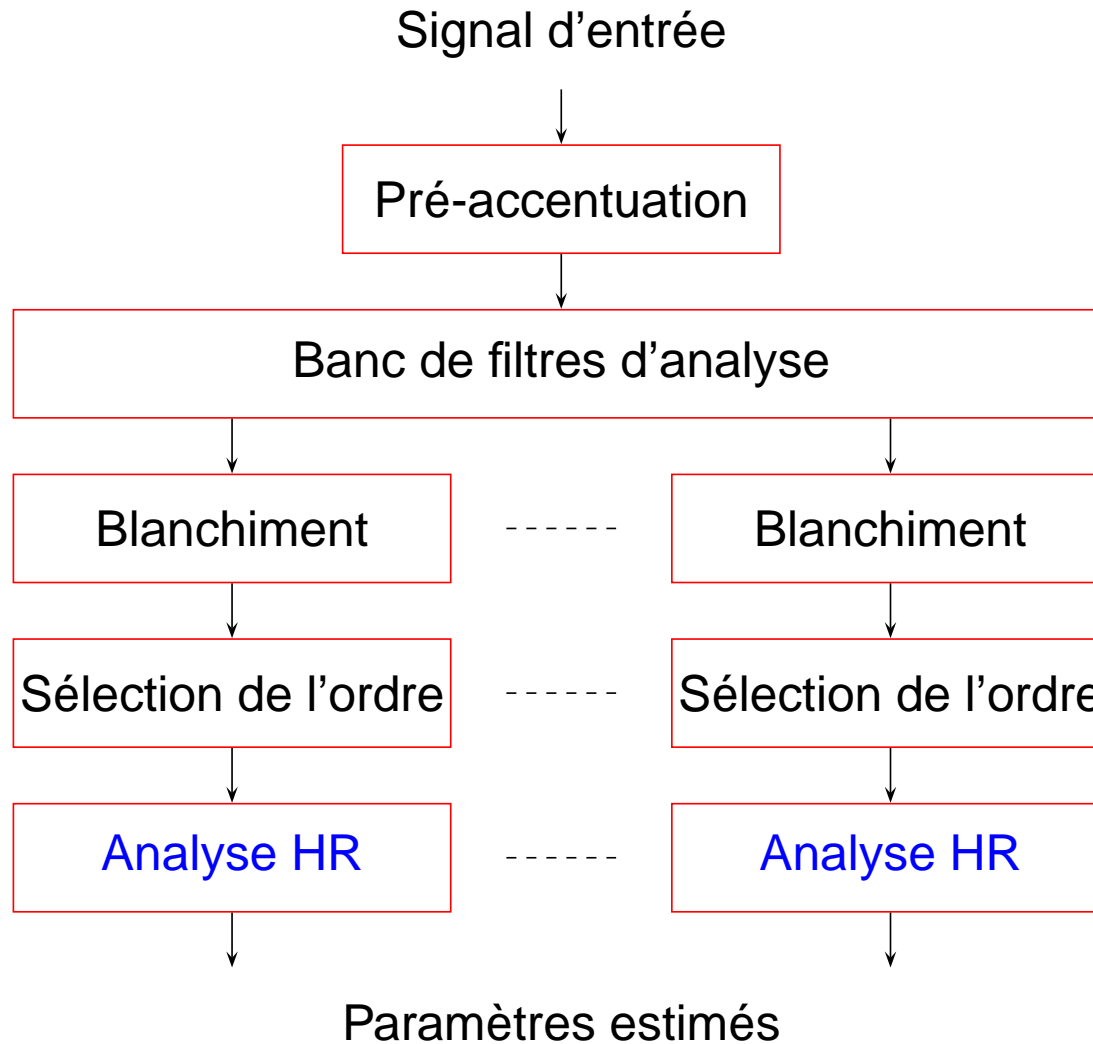 Signal d’entrée
Pré-accentuation
Banc de filtres d’analyse
Blanchiment
Blanchiment
Sélection de l’ordre
Sélection de l’ordre
Analyse HR
Analyse HR
Paramètres estimés